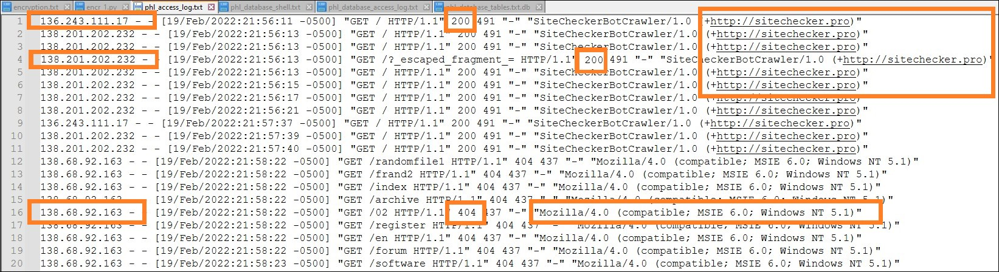 encryption.txt encr_1.py phl_access_log.txt phl_database_shell.txt phl_database_access_log.txt phl_database_tables.txt.db
1 136.243.111.17 - - [19/Feb/2022:21:56:11 -0500] "GET / HTTP/1.1" 200 491 "-" "SiteCheckerBotCrawler/1.0 (+http://sitechecker.pro)"
2 138.201.202.232 - - [19/Feb/2022:21:56:13 -0500] "GET / HTTP/1.1" 200 491 "-" "SiteCheckerBotCrawler/1.0 (+http://sitechecker.pro)"
3 138.201.202.232 - - [19/Feb/2022:21:56:13 -0500] "GET / HTTP/1.1" 200 491 "-" "SiteCheckerBotCrawler/1.0 (+http://sitechecker.pro)"
4 138.201.202.232 - - [19/Feb/2022:21:56:13 -0500] "GET /?_escaped_fragment_= HTTP/1.1" 200 491 "-" "SiteCheckerBotCrawler/1.0 (+http://sitechecker.pro)"
5 138.201.202.232 - - [19/Feb/2022:21:56:13 -0500] "GET / HTTP/1.1" 200 491 "-" "SiteCheckerBotCrawler/1.0 (+http://sitechecker.pro)"
6 138.201.202.232 - - [19/Feb/2022:21:56:15 -0500] "GET / HTTP/1.1" 200 491 "-" "SiteCheckerBotCrawler/1.0 (+http://sitechecker.pro)"
7 138.201.202.232 - - [19/Feb/2022:21:56:17 -0500] "GET / HTTP/1.1" 200 491 "-" "SiteCheckerBotCrawler/1.0 (+http://sitechecker.pro)"
8 138.201.202.232 - - [19/Feb/2022:21:56:21 -0500] "GET / HTTP/1.1" 200 491 "-" "SiteCheckerBotCrawler/1.0 (+http://sitechecker.pro)"
9 136.243.111.17 - - [19/Feb/2022:21:57:37 -0500] "GET / HTTP/1.1" 200 491 "-" "SiteCheckerBotCrawler/1.0 (+http://sitechecker.pro)"
10 138.201.202.232 - - [19/Feb/2022:21:57:39 -0500] "GET / HTTP/1.1" 200 491 "-" "SiteCheckerBotCrawler/1.0 (+http://sitechecker.pro)"
11 138.201.202.232 - - [19/Feb/2022:21:57:40 -0500] "GET / HTTP/1.1" 200 491 "-" "SiteCheckerBotCrawler/1.0 (+http://sitechecker.pro)"
12 138.68.92.163 - - [19/Feb/2022:21:58:22 -0500] "GET /randomfile1 HTTP/1.1" 404 437 "-" "Mozilla/4.0 (compatible; MSIE 6.0; Windows NT 5.1)"
13 138.68.92.163 - - [19/Feb/2022:21:58:22 -0500] "GET /frand2 HTTP/1.1" 404 437 "-" "Mozilla/4.0 (compatible; MSIE 6.0; Windows NT 5.1)"
14 138.68.92.163 - - [19/Feb/2022:21:58:22 -0500] "GET /index HTTP/1.1" 404 437 "-" "Mozilla/4.0 (compatible; MSIE 6.0; Windows NT 5.1)"
15 138.68.92.163 - - [19/Feb/2022:21:58:22 -0500] "GET /archive HTTP/1.1" 404 437 "-" "Mozilla/4.0 (compatible; MSIE 6.0; Windows NT 5.1)"
16 138.68.92.163 - - [19/Feb/2022:21:58:22 -0500] "GET /02 HTTP/1.1" 404 437 "-" "Mozilla/4.0 (compatible; MSIE 6.0; Windows NT 5.1)"
17 138.68.92.163 - - [19/Feb/2022:21:58:22 -0500] "GET /register HTTP/1.1" 404 437 "-" "Mozilla/4.0 (compatible; MSIE 6.0; Windows NT 5.1)"
18 138.68.92.163 - - [19/Feb/2022:21:58:22 -0500] "GET /en HTTP/1.1" 404 437 "-" "Mozilla/4.0 (compatible; MSIE 6.0; Windows NT 5.1)"
19 138.68.92.163 - - [19/Feb/2022:21:58:22 -0500] "GET /forum HTTP/1.1" 404 437 "-" "Mozilla/4.0 (compatible; MSIE 6.0; Windows NT 5.1)"
20 138.68.92.163 - - [19/Feb/2022:21:58:23 -0500] "GET /software HTTP/1.1" 404 437 "-" "Mozilla/4.0 (compatible; MSIE 6.0; Windows NT 5.1)"